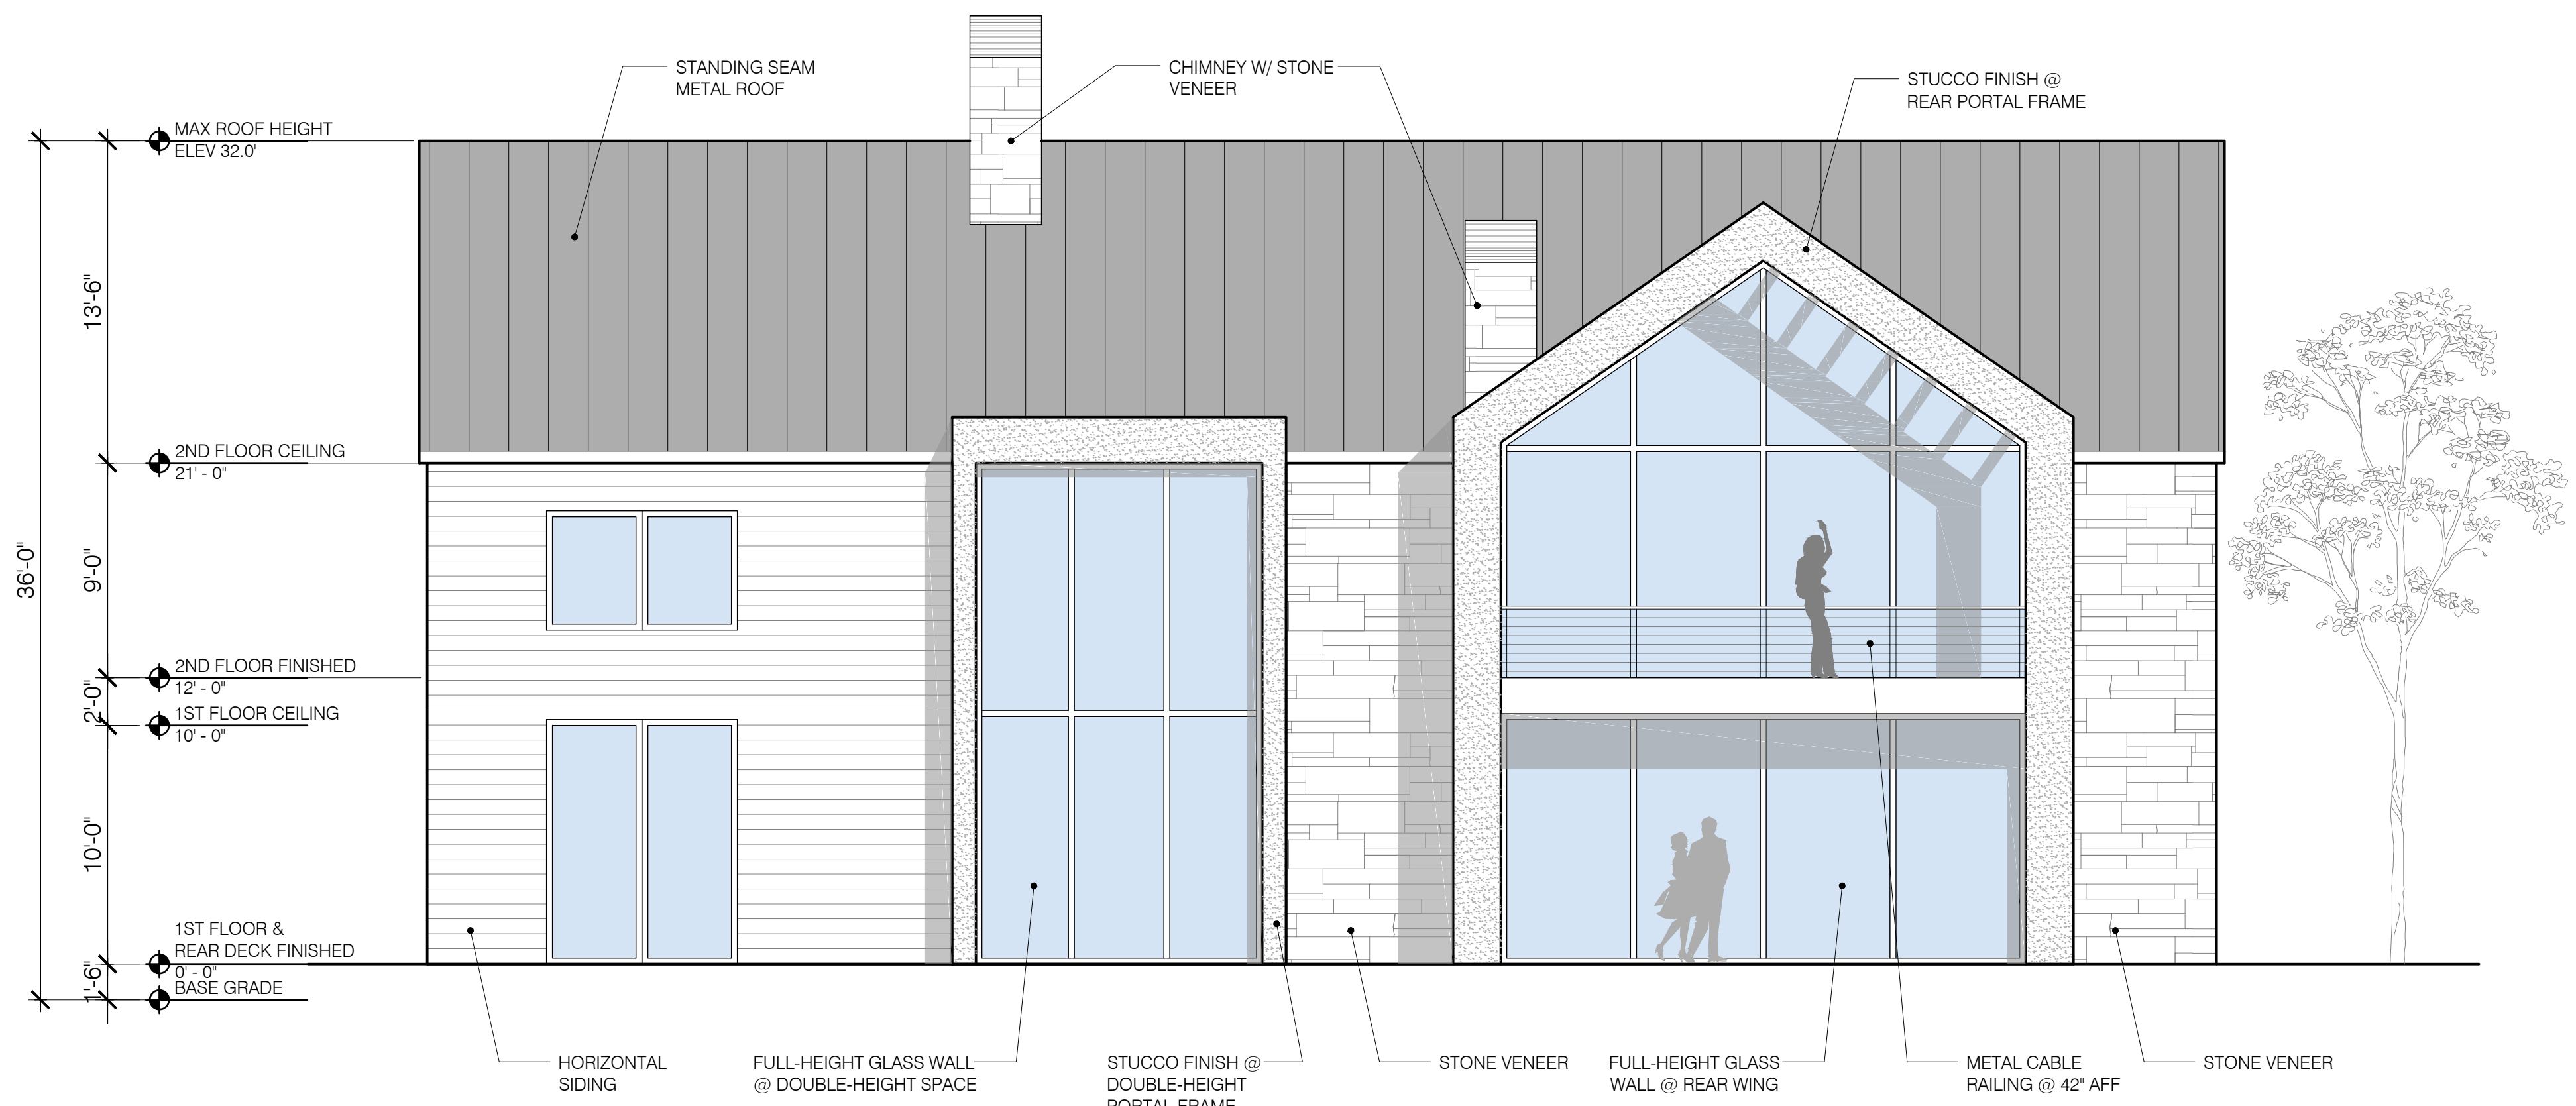 STANDING SEAM
METAL ROOF
CHIMNEY W/ STONE
VENEER
STUCCO FINISH @
REAR PORTAL FRAME
MAX ROOF HEIGHT
ELEV 32.0'
13'-6"
2ND FLOOR CEILING
21' - 0"
36'-0"
9'-0"
2ND FLOOR FINISHED
12' - 0"
2'-0"
1ST FLOOR CEILING
10' - 0"
10'-0"
1ST FLOOR &
REAR DECK FINISHED
0' - 0"
1'-6"
BASE GRADE
HORIZONTAL
SIDING
FULL-HEIGHT GLASS WALL
@ DOUBLE-HEIGHT SPACE
STUCCO FINISH @
DOUBLE-HEIGHT
PORTAL FRAME
STONE VENEER
FULL-HEIGHT GLASS
WALL @ REAR WING
METAL CABLE
RAILING @ 42" AFF
STONE VENEER